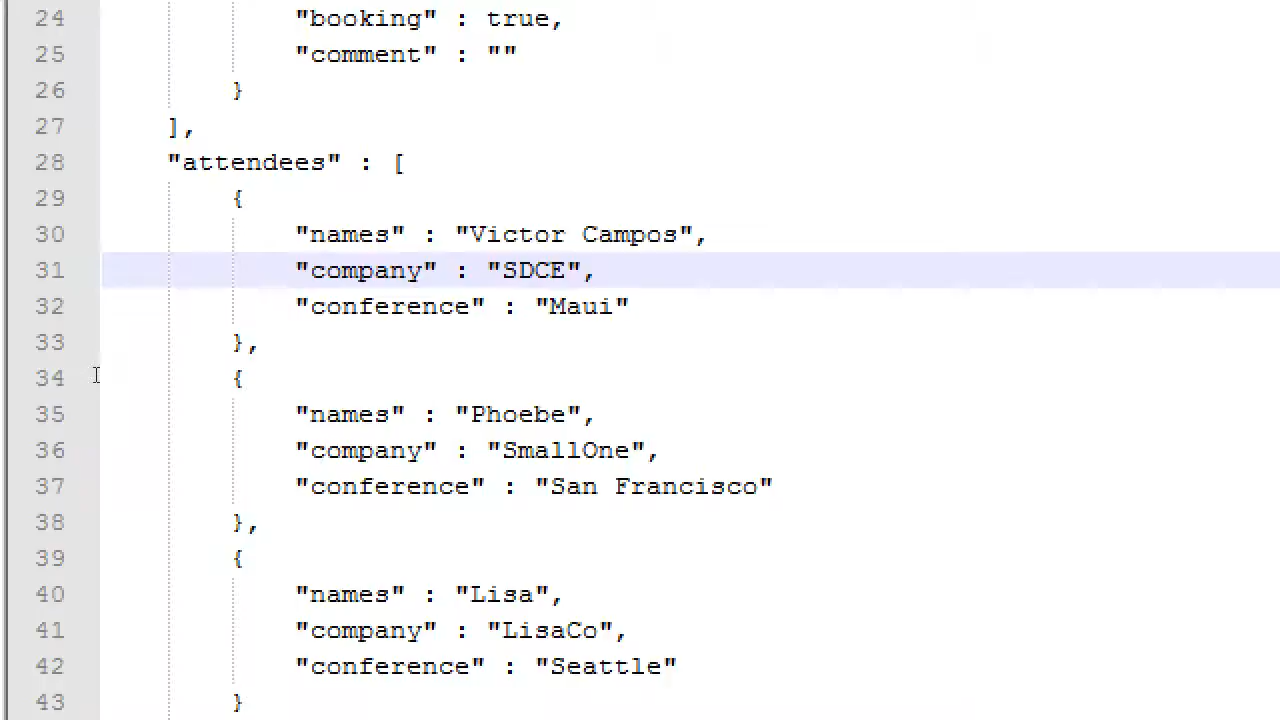 24 "booking" : true,
25 "comment" : ""
26 }
27 ],
28 "attendees" : [
29 {
30 "names" : "Victor Campos",
31 "company" : "SDCE",
32 "conference" : "Maui"
33 },
34 {
35 "names" : "Phoebe",
36 "company" : "SmallOne",
37 "conference" : "San Francisco"
38 },
39 {
40 "names" : "Lisa",
41 "company" : "LisaCo",
42 "conference" : "Seattle"
43 }